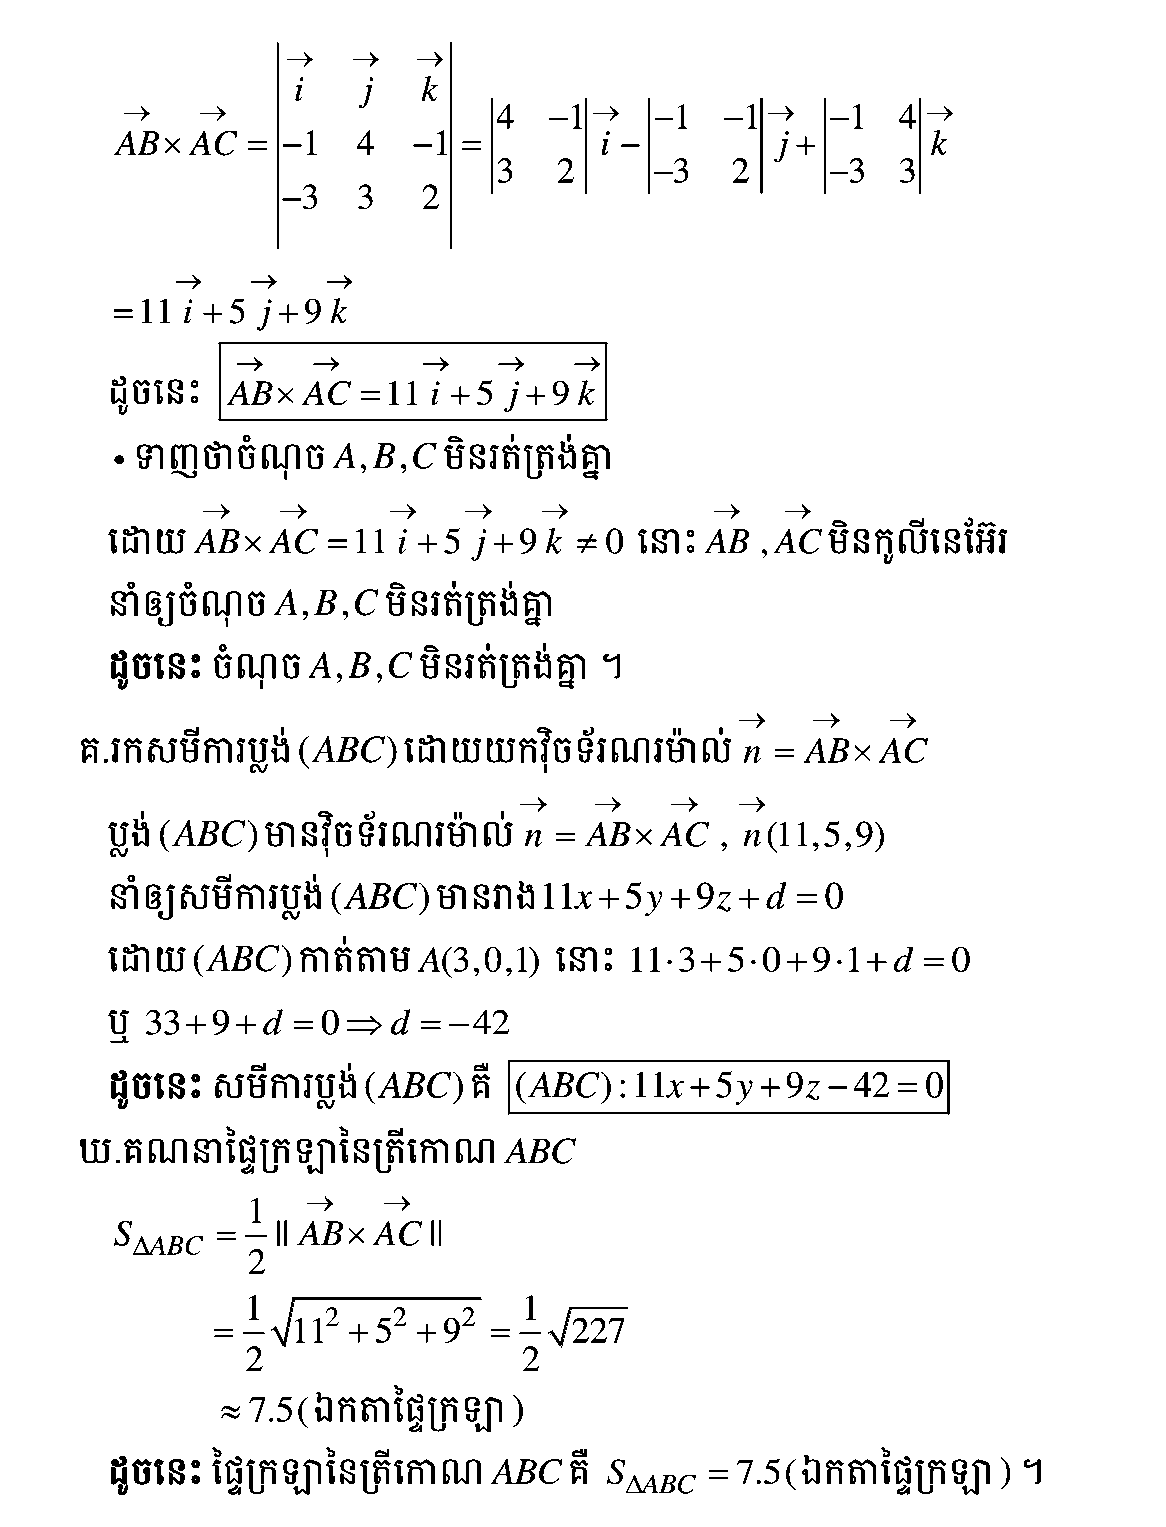 $\overrightarrow{AB}\times\overrightarrow{AC}=\begin{vmatrix}\vec{i}&\vec{j}&\vec{k}\\-1&4&-1\\-3&3&2\end{vmatrix}=\begin{vmatrix}4&-1\\3&2\end{vmatrix}\vec{i}-\begin{vmatrix}-1&-1\\-3&2\end{vmatrix}\vec{j}+\begin{vmatrix}-1&4\\-3&3\end{vmatrix}\vec{k}$
$=11\vec{i}+5\vec{j}+9\vec{k}$
ដូចនេះ $\overrightarrow{AB}\times\overrightarrow{AC}=11\vec{i}+5\vec{j}+9\vec{k}$
• ទាញថាចំណុច $A,B,C$ មិនរត់ត្រង់គ្នា
ដោយ $\overrightarrow{AB}\times\overrightarrow{AC}=11\vec{i}+5\vec{j}+9\vec{k}\neq 0$ នោះ $\overrightarrow{AB},\overrightarrow{AC}$ មិនកូលីនេអ៊ែរ
នាំឲ្យចំណុច $A,B,C$ មិនរត់ត្រង់គ្នា
ដូចនេះ ចំណុច $A,B,C$ មិនរត់ត្រង់គ្នា ។
គ.រកសមីការប្លង់ $(ABC)$ ដោយយកវ៉ិចទ័រណរម៉ាល់ $\vec{n}=\overrightarrow{AB}\times\overrightarrow{AC}$
ប្លង់ $(ABC)$ មានវ៉ិចទ័រណរម៉ាល់ $\vec{n}=\overrightarrow{AB}\times\overrightarrow{AC}$ , $\vec{n}(11,5,9)$
នាំឲ្យសមីការប្លង់ $(ABC)$ មានរាង $11x+5y+9z+d=0$
ដោយ $(ABC)$ កាត់តាម $A(3,0,1)$ នោះ $11\cdot3+5\cdot0+9\cdot1+d=0$
ឬ $33+9+d=0\Rightarrow d=-42$
ដូចនេះ សមីការប្លង់ $(ABC)$ គឺ $(ABC):11x+5y+9z-42=0$
ឃ.គណនាផ្ទៃក្រឡានៃត្រីកោណ $ABC$
$S_{\Delta ABC}=\frac{1}{2}\|\overrightarrow{AB}\times\overrightarrow{AC}\|$
$=\frac{1}{2}\sqrt{11^2+5^2+9^2}=\frac{1}{2}\sqrt{227}$
$\approx 7.5$ (ឯកតាផ្ទៃក្រឡា)
ដូចនេះ ផ្ទៃក្រឡានៃត្រីកោណ $ABC$ គឺ $S_{\Delta ABC}=7.5$ (ឯកតាផ្ទៃក្រឡា) ។